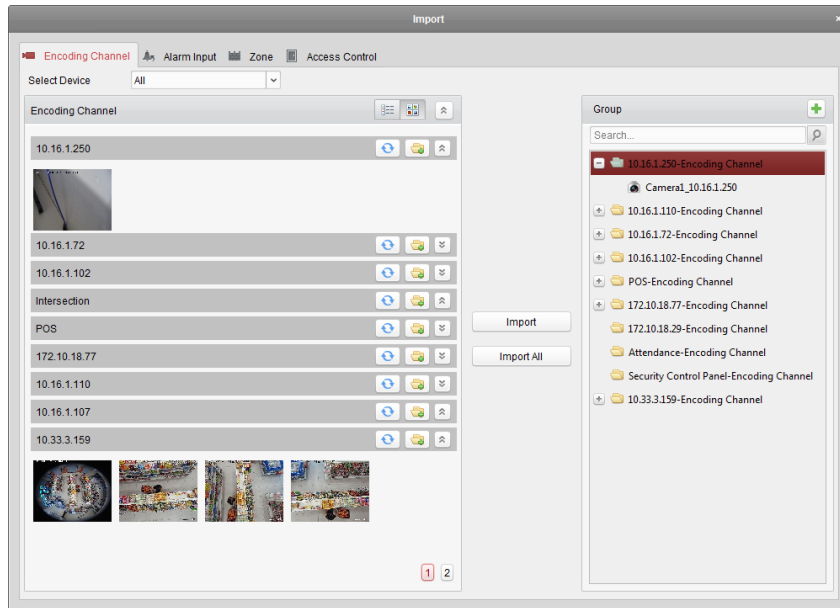 Import
Encoding Channel
Alarm Input
Zone
Access Control
Select Device
All
Encoding Channel
10.16.1.250
10.16.1.72
10.16.1.102
Intersection
POS
172.10.18.77
10.16.1.110
10.16.1.107
10.33.3.159
1
2
Import
Import All
Group
Search...
10.16.1.250-Encoding Channel
Camera1_10.16.1.250
10.16.1.110-Encoding Channel
10.16.1.72-Encoding Channel
10.16.1.102-Encoding Channel
POS-Encoding Channel
172.10.18.77-Encoding Channel
172.10.18.29-Encoding Channel
Attendance-Encoding Channel
Security Control Panel-Encoding Channel
10.33.3.159-Encoding Channel